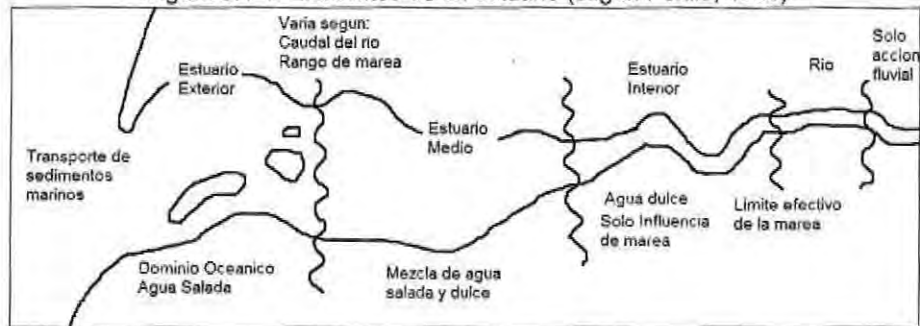 Varia segun:
Caudal del rio
Rango de marea
Solo
accion
fluvial
Estuario
Exterior
Estuario
Interior
Rio
Estuario
Medio
Transporte de
sedimentos
marinos
Agua dulce
Solo Influencia
de marea
Limite efectivo
de la marea
Dominio Oceanico
Agua Salada
Mezcla de agua
salada y dulce